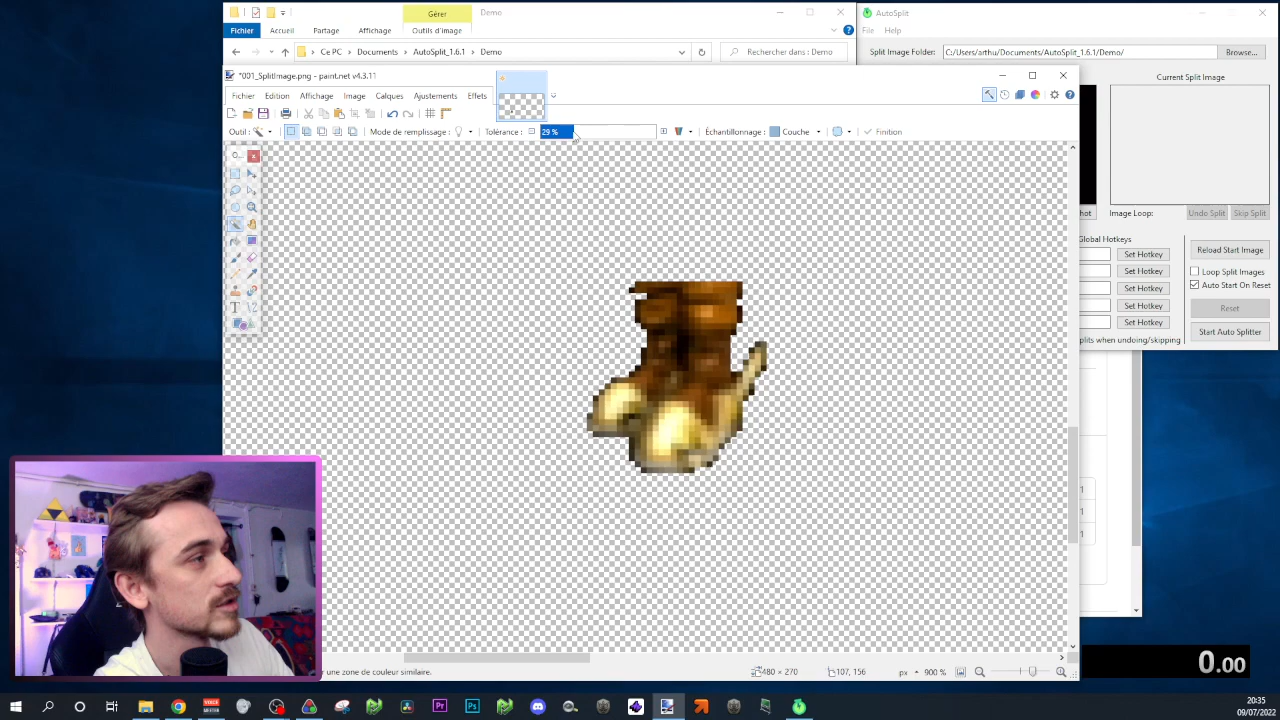 Gérer
Demo
Fichier
Accueil
Partage
Affichage
Outils d'image
Ce PC
Documents
AutoSplit_1.6.1
Demo
Rechercher dans : Demo
AutoSplit
File
Help
Split Image Folder:
C:/Users/arthu/Documents/AutoSplit_1.6.1/Demo/
Browse...
*001_SplitImage.png - paint.net v4.3.11
Current Split Image
Fichier
Edition
Affichage
Image
Calques
Ajustements
Effets
Outil :
Mode de remplissage :
Tolérance :
29 %
Échantillonnage :
Couche
Finition
hot
Image Loop:
Undo Split
Skip Split
Global Hotkeys
Set Hotkey
Set Hotkey
Set Hotkey
Set Hotkey
Set Hotkey
Reload Start Image
Loop Split Images
Auto Start On Reset
Reset
Start Auto Splitter
splits when undoing/skipping
O...
1
1
1
une zone de couleur similaire.
480 × 270
107, 156
px
900 %
0.00
20:35
09/07/2022